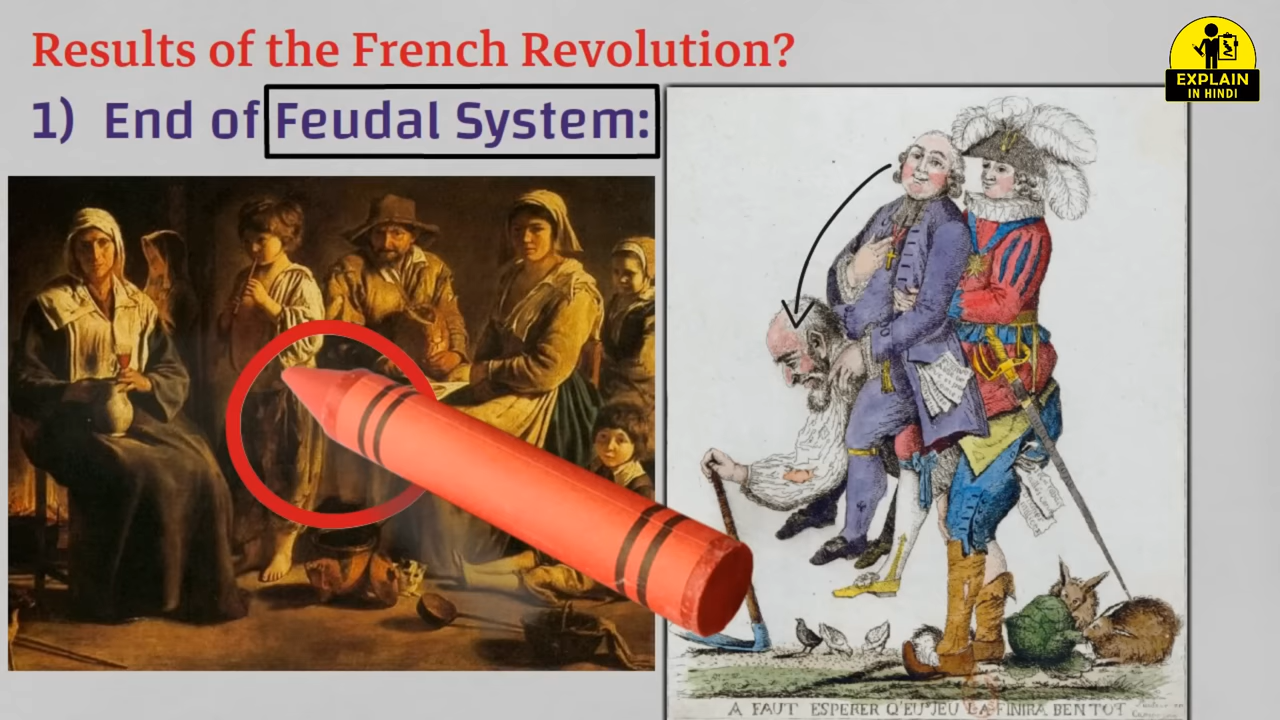 Results of the French Revolution?
1) End of Feudal System:
EXPLAIN
IN HINDI
A FAUT ESPERER Q'EU'JEU LA FINIRA BEN TOT